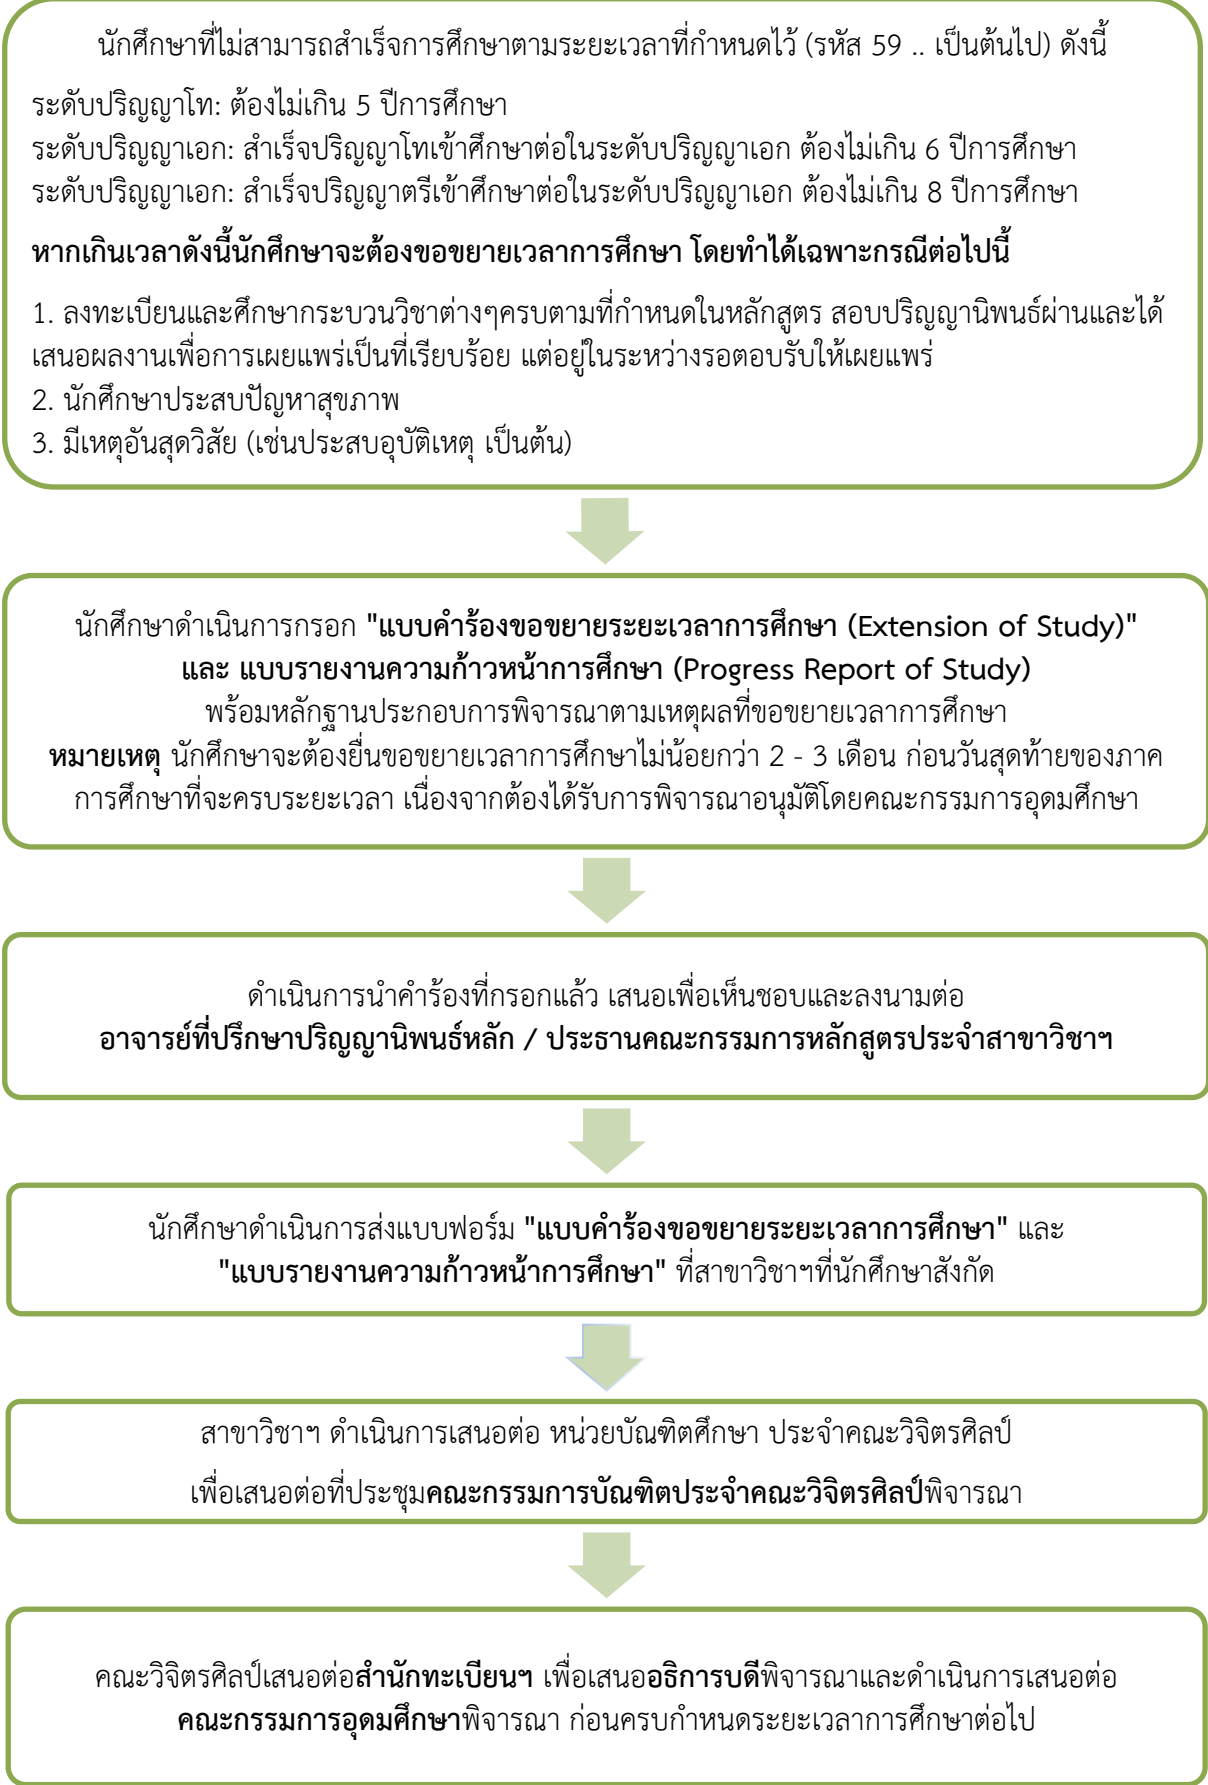 นักศึกษาที่ไม่สามารถสำเร็จการศึกษาตามระยะเวลาที่กำหนดไว้ (รหัส 59 .. เป็นต้นไป) ดังนี้
ระดับปริญญาโท: ต้องไม่เกิน 5 ปีการศึกษา
ระดับปริญญาเอก: สำเร็จปริญญาโทเข้าศึกษาต่อในระดับปริญญาเอก ต้องไม่เกิน 6 ปีการศึกษา
ระดับปริญญาเอก: สำเร็จปริญญาตรีเข้าศึกษาต่อในระดับปริญญาเอก ต้องไม่เกิน 8 ปีการศึกษา
หากเกินเวลาดังนี้นักศึกษาจะต้องขอขยายเวลาการศึกษา โดยทำได้เฉพาะกรณีต่อไปนี้
1. ลงทะเบียนและศึกษากระบวนวิชาต่างๆครบตามที่กำหนดในหลักสูตร สอบปริญญานิพนธ์ผ่านและได้
เสนอผลงานเพื่อการเผยแพร่เป็นที่เรียบร้อย แต่อยู่ในระหว่างรอตอบรับให้เผยแพร่
2. นักศึกษาประสบปัญหาสุขภาพ
3. มีเหตุอันสุดวิสัย (เช่นประสบอุบัติเหตุ เป็นต้น)
นักศึกษาดำเนินการกรอก "แบบคำร้องขอขยายระยะเวลาการศึกษา (Extension of Study)"
และ แบบรายงานความก้าวหน้าการศึกษา (Progress Report of Study)
พร้อมหลักฐานประกอบการพิจารณาตามเหตุผลที่ขอขยายเวลาการศึกษา
หมายเหตุ นักศึกษาจะต้องยื่นขอขยายเวลาการศึกษาไม่น้อยกว่า 2 - 3 เดือน ก่อนวันสุดท้ายของภาค
การศึกษาที่จะครบระยะเวลา เนื่องจากต้องได้รับการพิจารณาอนุมัติโดยคณะกรรมการอุดมศึกษา
ดำเนินการนำคำร้องที่กรอกแล้ว เสนอเพื่อเห็นชอบและลงนามต่อ
อาจารย์ที่ปรึกษาปริญญานิพนธ์หลัก / ประธานคณะกรรมการหลักสูตรประจำสาขาวิชาฯ
นักศึกษาดำเนินการส่งแบบฟอร์ม "แบบคำร้องขอขยายระยะเวลาการศึกษา" และ
"แบบรายงานความก้าวหน้าการศึกษา" ที่สาขาวิชาฯที่นักศึกษาสังกัด
สาขาวิชาฯ ดำเนินการเสนอต่อ หน่วยบัณฑิตศึกษา ประจำคณะวิจิตรศิลป์
เพื่อเสนอต่อที่ประชุมคณะกรรมการบัณฑิตประจำคณะวิจิตรศิลป์พิจารณา
คณะวิจิตรศิลป์เสนอต่อสำนักทะเบียนฯ เพื่อเสนออธิการบดีพิจารณาและดำเนินการเสนอต่อ
คณะกรรมการอุดมศึกษาพิจารณา ก่อนครบกำหนดระยะเวลาการศึกษาต่อไป